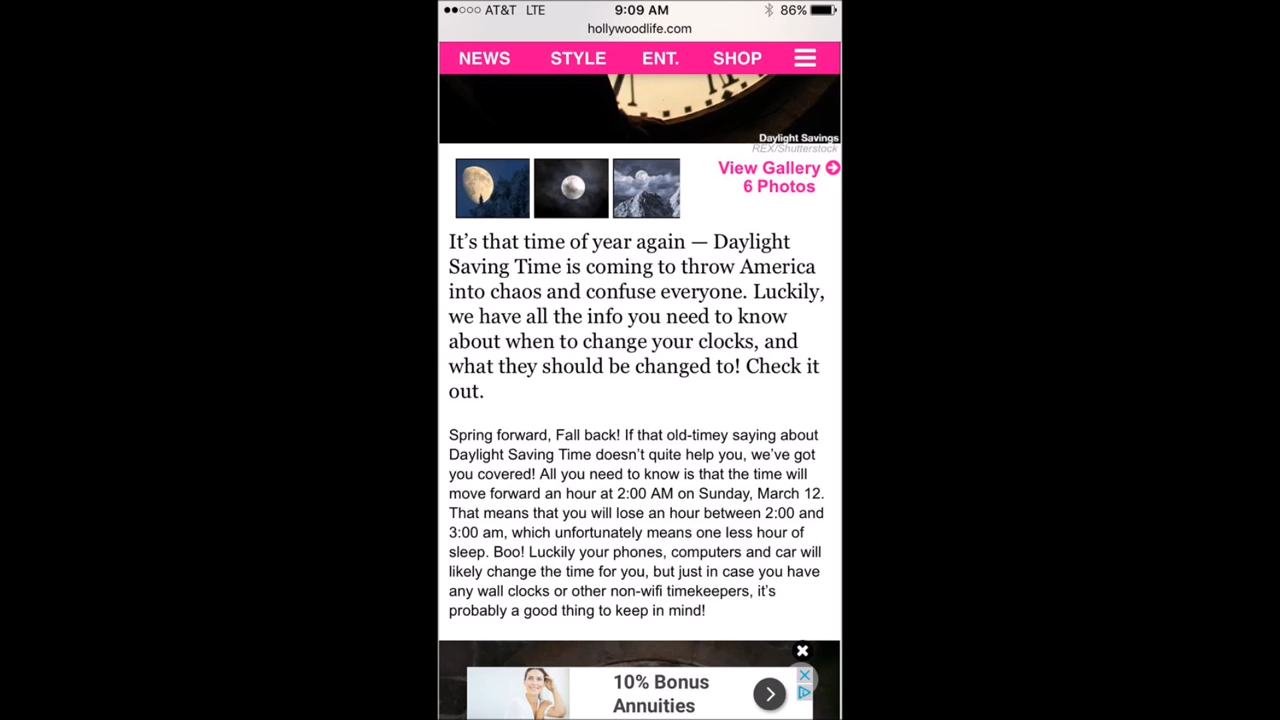 AT&T LTE 9:09 AM 86%
hollywoodlife.com
NEWS STYLE ENT. SHOP
Daylight Savings
REX/Shutterstock
View Gallery
6 Photos
It's that time of year again — Daylight
Saving Time is coming to throw America
into chaos and confuse everyone. Luckily,
we have all the info you need to know
about when to change your clocks, and
what they should be changed to! Check it
out.
Spring forward, Fall back! If that old-timey saying about
Daylight Saving Time doesn't quite help you, we've got
you covered! All you need to know is that the time will
move forward an hour at 2:00 AM on Sunday, March 12.
That means that you will lose an hour between 2:00 and
3:00 am, which unfortunately means one less hour of
sleep. Boo! Luckily your phones, computers and car will
likely change the time for you, but just in case you have
any wall clocks or other non-wifi timekeepers, it's
probably a good thing to keep in mind!
10% Bonus
Annuities